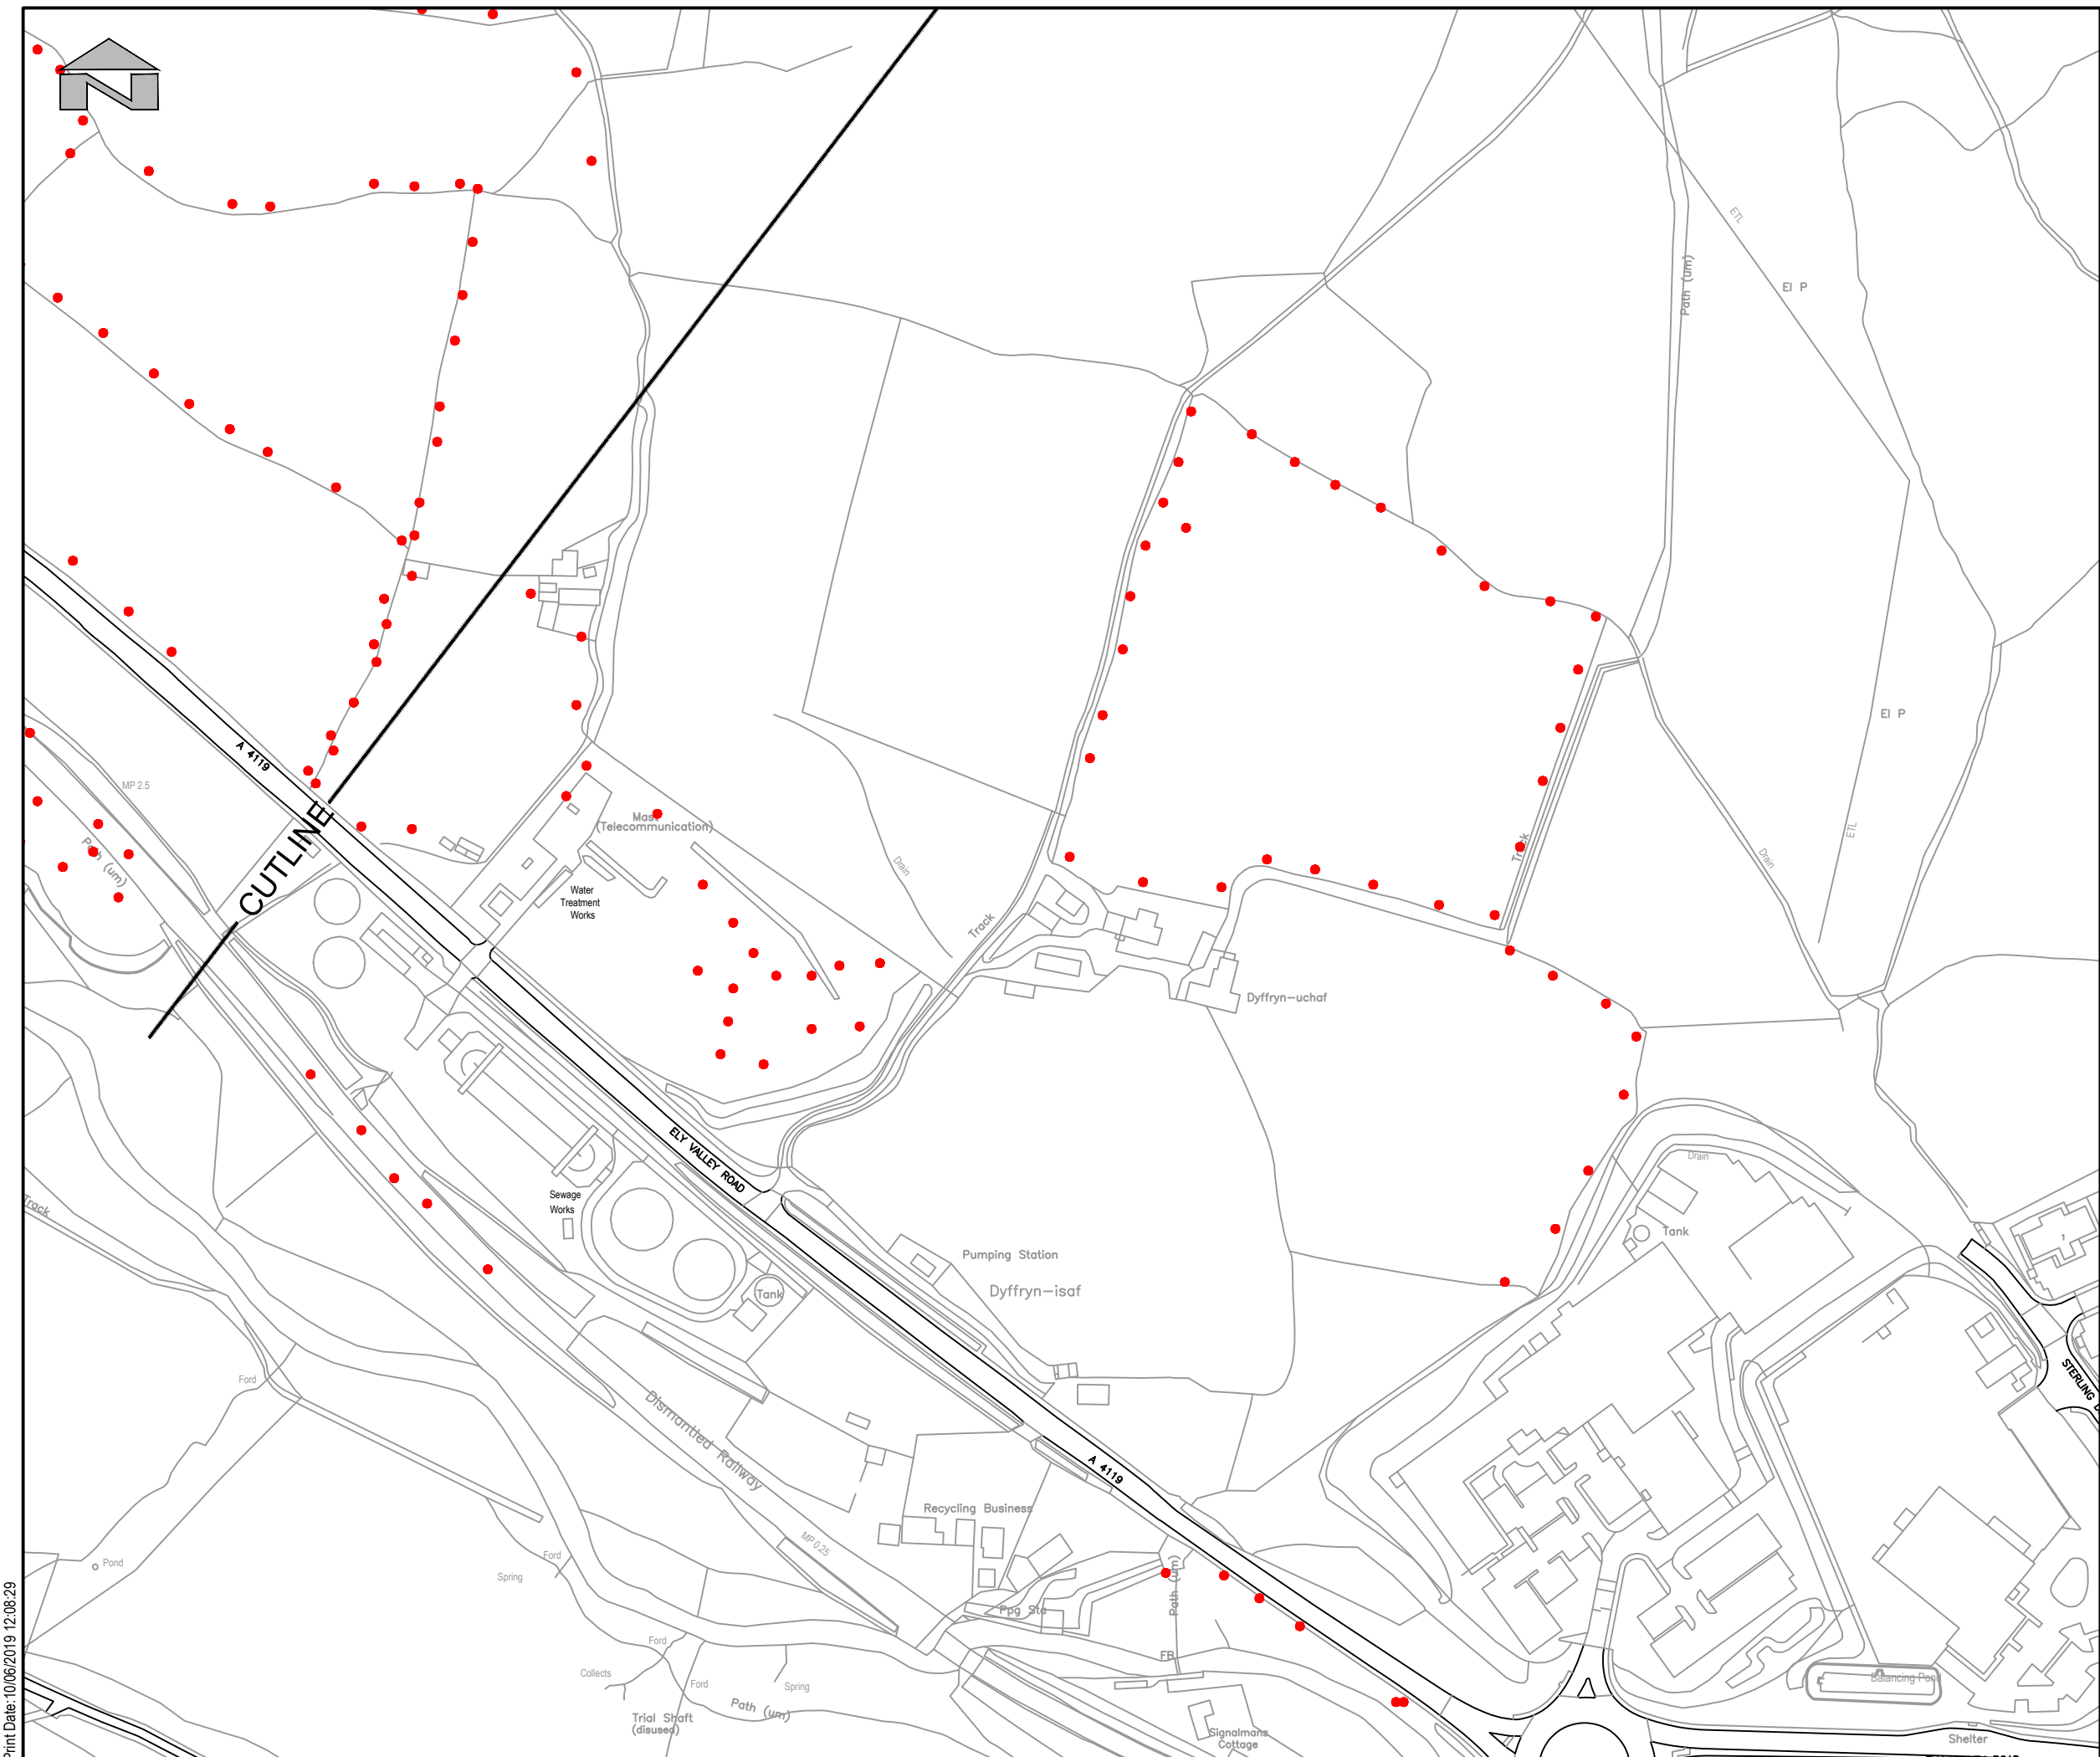 ETL
Path (um)
El P
El P
A 4119
MP 2.5
CUTLINE
Path (um)
Mast
(Telecommunication)
Water
Treatment
Works
Drain
Track
Track
ETL
Drain
Dyffryn-uchaf
ELY VALLEY ROAD
Drain
Track
Sewage
Works
Tank
1
Pumping Station
Dyffryn-isaf
Tank
Ford
STERLING
Dismantled Railway
A 4119
Recycling Business
MP 0.25
Pond
Ford
Spring
Path (um)
Ppg Sta
Ford
FB
Collects
Ford
Spring
Balancing Pond
Path (um)
Trial Shaft
(disused)
Signalmans
Cottage
Shelter
Print Date:10/06/2019 12:08:29